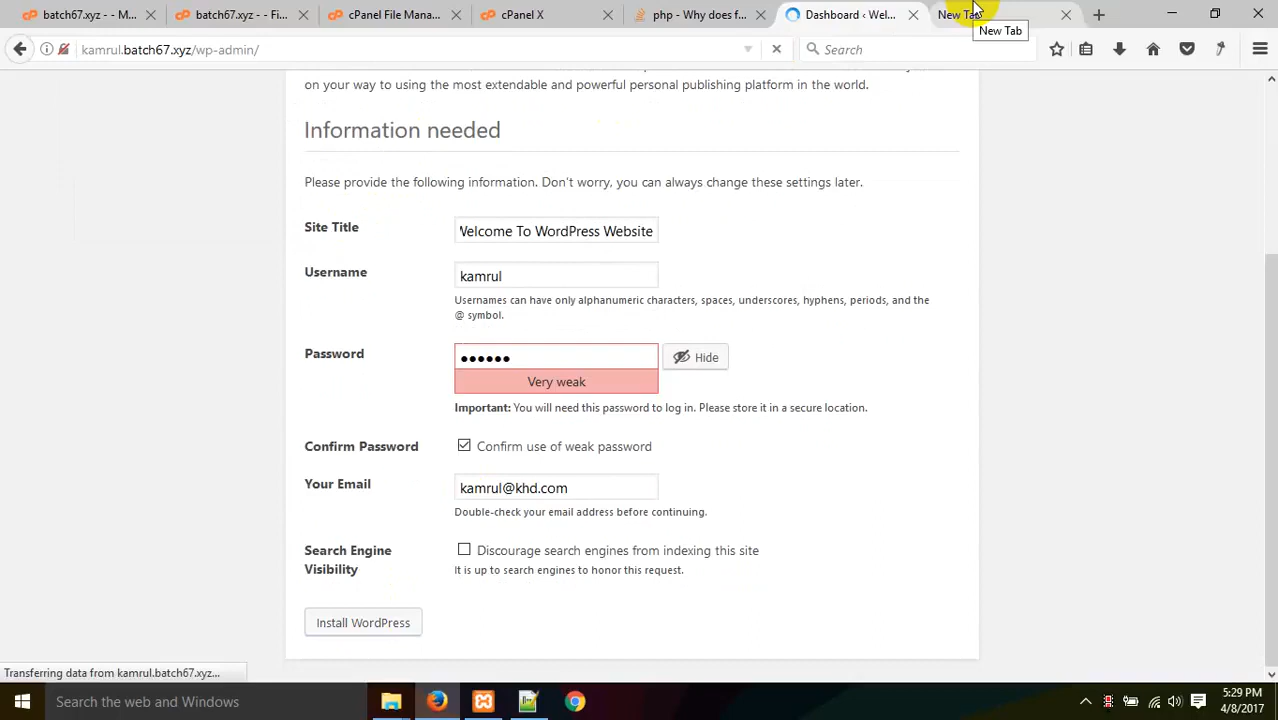 batch67.xyz - - M...
batch67.xyz - Fi...
cPanel File Mana...
cPanel X
php - Why does f...
Dashboard ‹ Wel...
New Tab
New Tab
kamrul.batch67.xyz/wp-admin/
Search
on your way to using the most extendable and powerful personal publishing platform in the world.
Information needed
Please provide the following information. Don't worry, you can always change these settings later.
Site Title
Welcome To WordPress Website
Username
kamrul
Usernames can have only alphanumeric characters, spaces, underscores, hyphens, periods, and the
@ symbol.
Password
●●●●●●
Hide
Very weak
Important: You will need this password to log in. Please store it in a secure location.
Confirm Password
Confirm use of weak password
Your Email
kamrul@khd.com
Double-check your email address before continuing.
Search Engine
Visibility
Discourage search engines from indexing this site
It is up to search engines to honor this request.
Install WordPress
Transferring data from kamrul.batch67.xyz...
Search the web and Windows
5:29 PM
4/8/2017